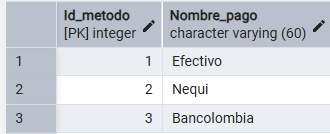 Id_metodo Nombre_pago
[PK] integer character varying (60)
1 1 Efectivo
2 2 Nequi
3 3 Bancolombia